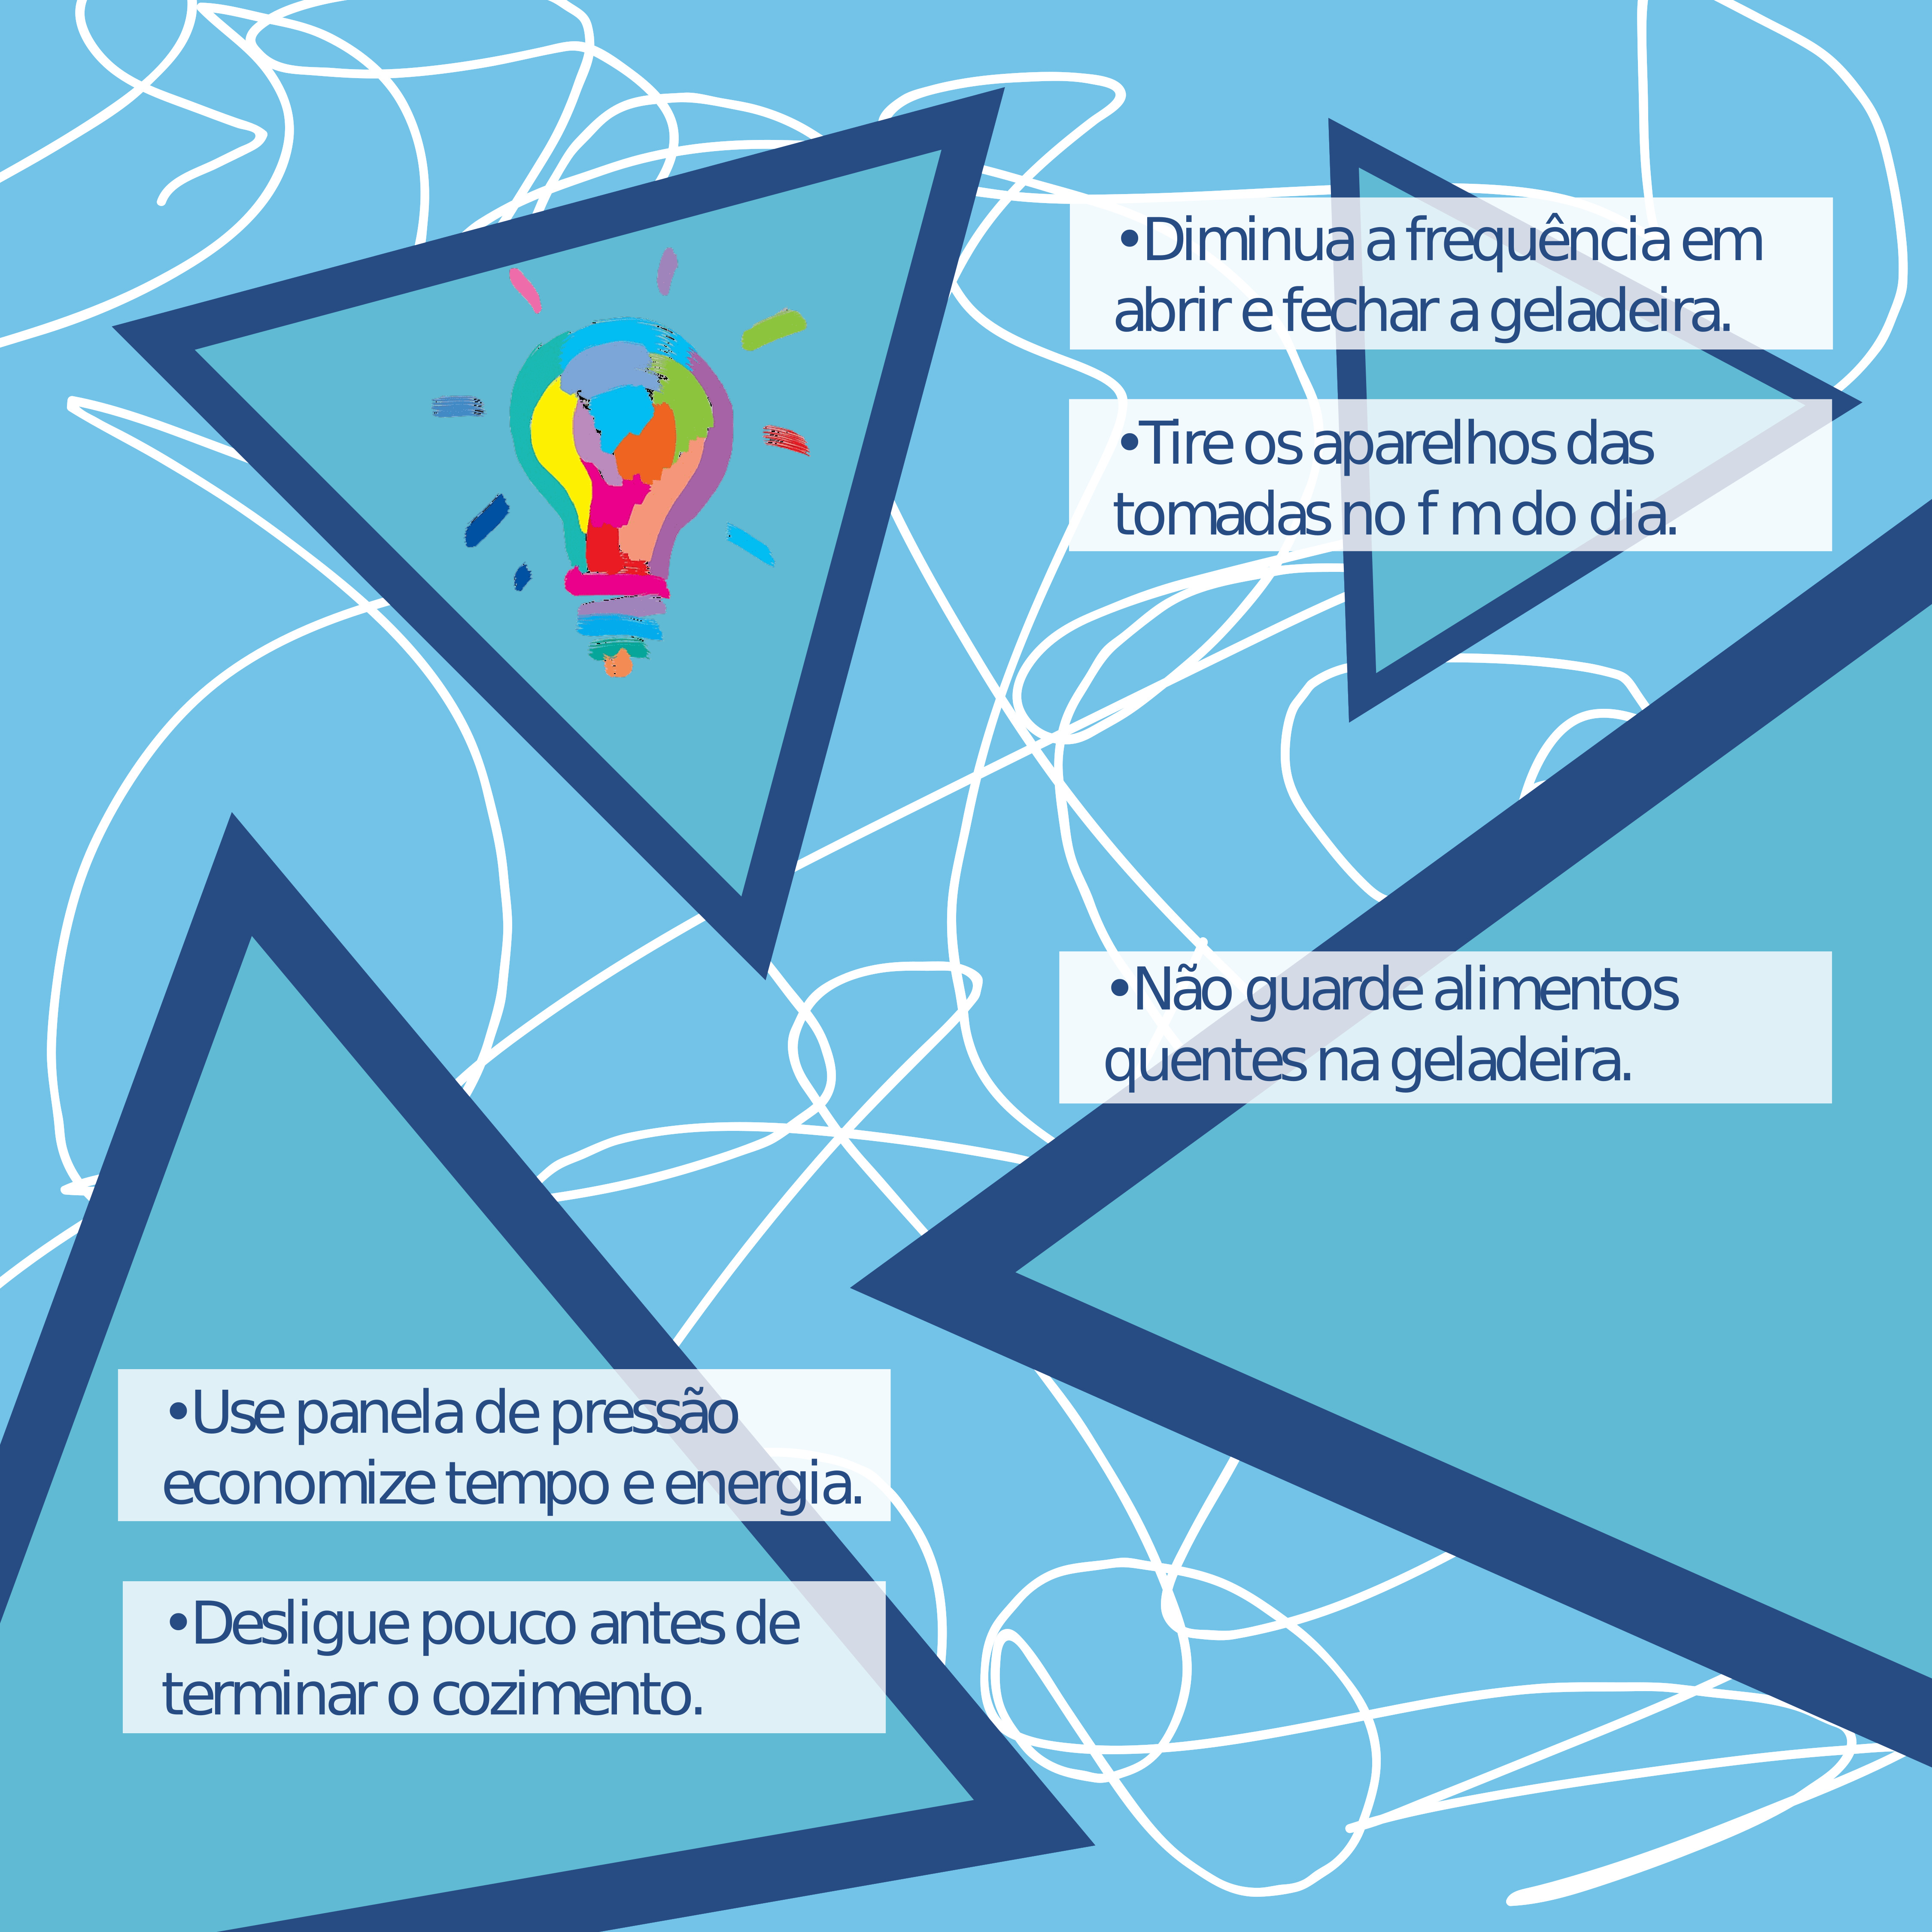 •Diminua a frequência em
abrir e fechar a geladeira.
•Tire os aparelhos das
tomadas no f m do dia.
•Não guarde alimentos
quentes na geladeira.
•Use panela de pressão
economize tempo e energia.
•Desligue pouco antes de
terminar o cozimento.